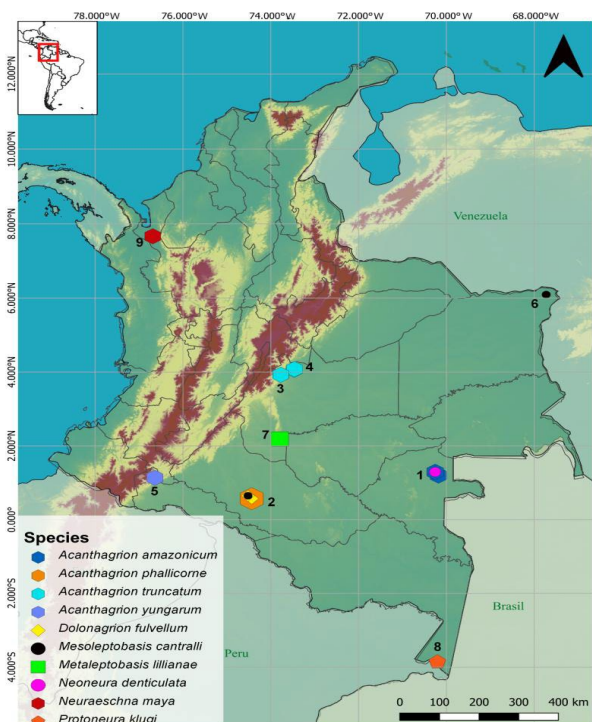 78.000°N 76.000°N 74.000°N 72.000°N 70.000°N 68.000°N
12.000°N
10.000°N
8.000°N
6.000°N
4.000°N
2.000°N
0.000°N
2.000°S
4.000°S
Venezuela
9
6
4
3
7
1
5
2
Brasil
Peru
8
Species
Acanthagrion amazonicum
Acanthagrion phallicorne
Acanthagrion truncatum
Acanthagrion yungarum
Dolonagrion fulvellum
Mesoleptobasis cantralli
Metaleptobasis lillianae
Neoneura denticulata
Neuraeschna maya
Protoneura klugi
0 100 200 300 400 km